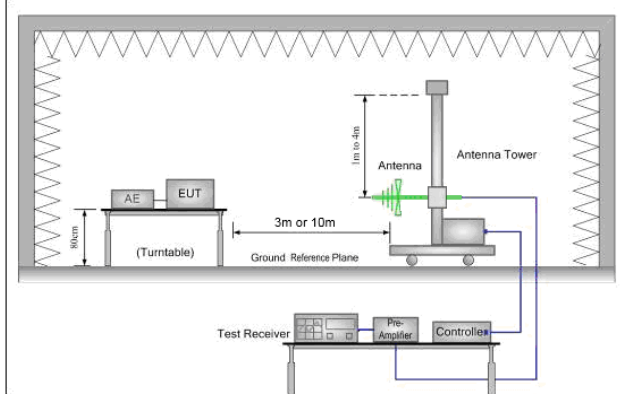 1m to 4m
Antenna
Antenna Tower
AE
EUT
80cm
(Turntable)
3m or 10m
Ground Reference Plane
Test Receiver
Pre-
Amplifier
Controller